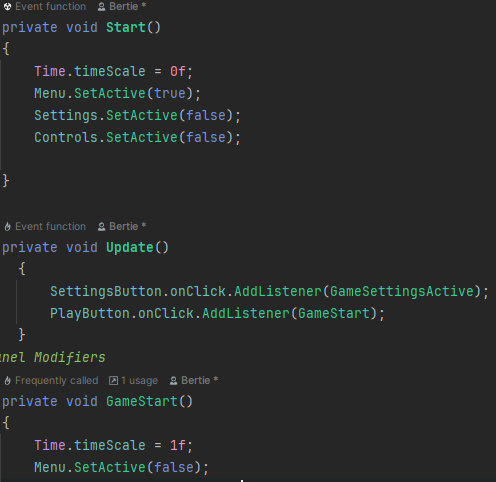 Event function Bertie *
private void Start()
{
Time.timeScale = 0f;
Menu.SetActive(true);
Settings.SetActive(false);
Controls.SetActive(false);
}
Event function Bertie *
private void Update()
{
SettingsButton.onClick.AddListener(GameSettingsActive);
PlayButton.onClick.AddListener(GameStart);
}
nel Modifiers
Frequently called 1 usage Bertie *
private void GameStart()
{
Time.timeScale = 1f;
Menu.SetActive(false);